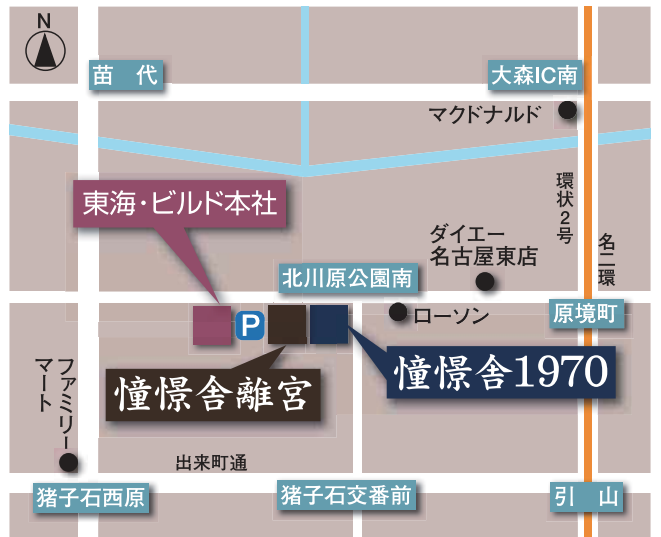 N
苗 代
大森IC南
マクドナルド
東海・ビルド本社
環状2号
ダイエー
名古屋東店
名二環
北川原公園南
P
ローソン
原境町
憧憬舎1970
憧憬舎離宮
ファミリー
マート
出来町通
猪子石西原
猪子石交番前
引 山